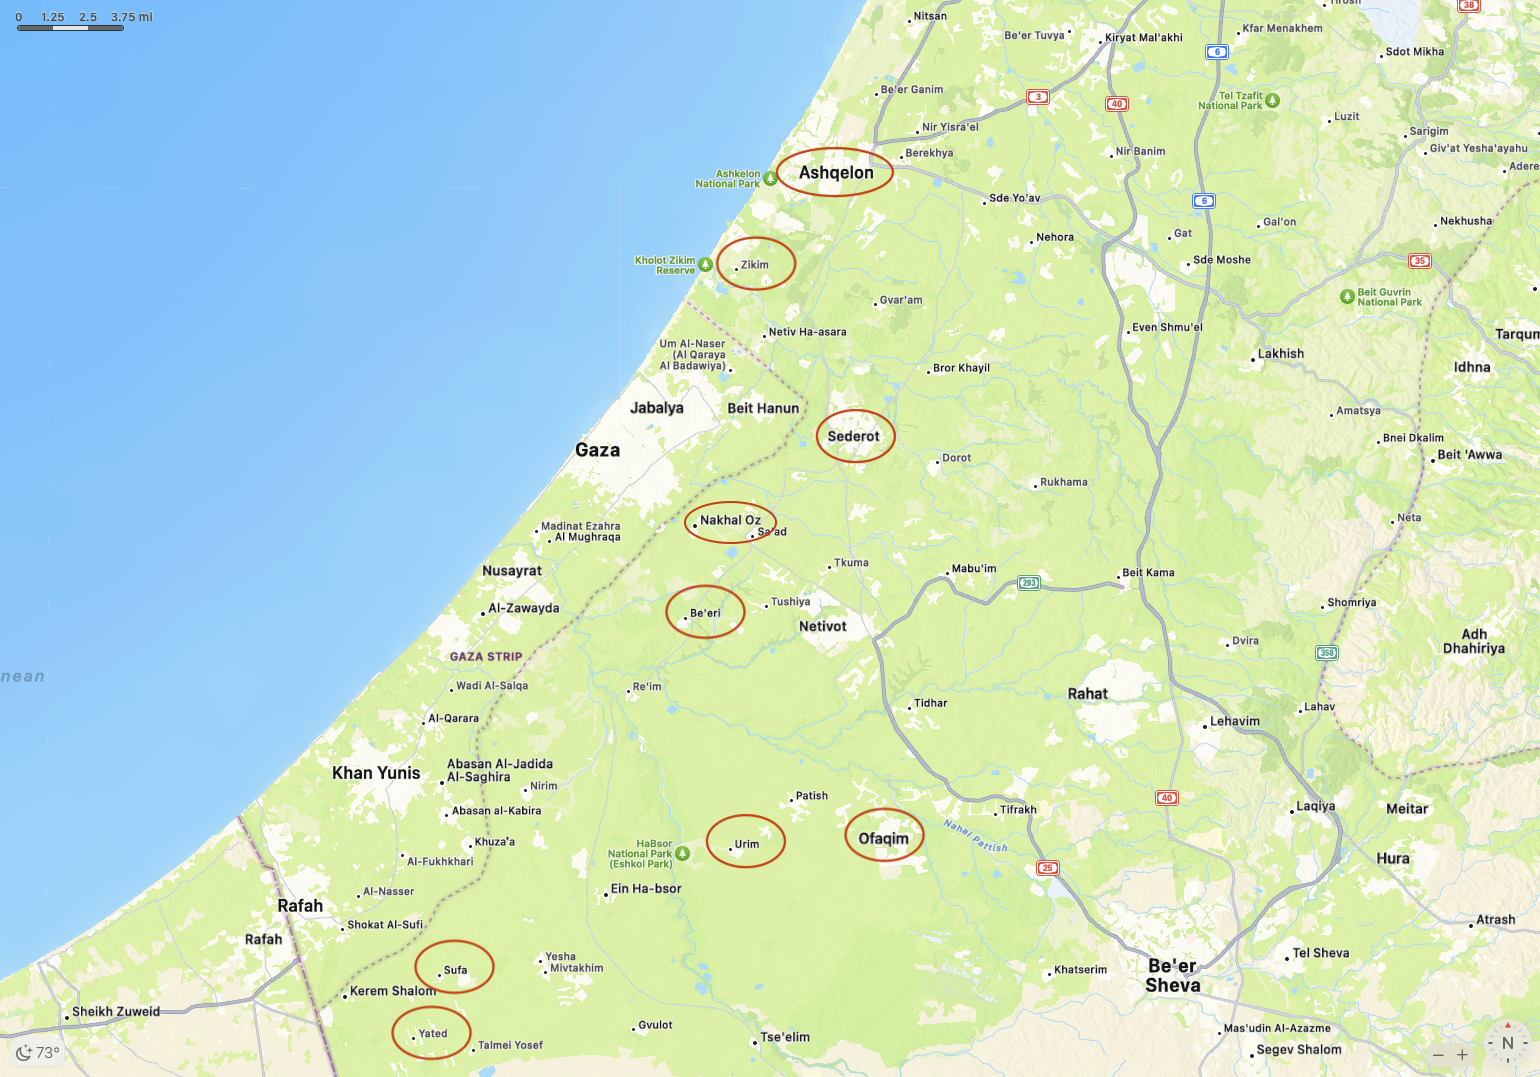 0 1.25 2.5 3.75 mi
Nitsan
38
Be'er Tuvya
Kiryat Mal'akhi
Kfar Menakhem
6
Sdot Mikha
Be'er Ganim
3
40
Tel Tzafit
National Park
Luzit
Nir Yisra'el
Sarigim
Berekhya
Nir Banim
Giv'at Yesha'ayahu
Ashkelon
National Park
Ashqelon
Sde Yo'av
6
Nekhusha
Gal'on
Nehora
Gat
Kholot Zikim
Reserve
Zikim
Sde Moshe
35
Gvar'am
Beit Guvrin
National Park
Netiv Ha-asara
Even Shmu'el
Um Al-Naser
(Al Qaraya
Al Badawiya)
Lakhish
Idhna
Bror Khayil
Jabalya
Beit Hanun
Amatsya
Sederot
Bnei Dkalim
Gaza
Dorot
Beit 'Awwa
Rukhama
Nakhal Oz
Sa'ad
Neta
Madinat Ezahra
Al Mughraqa
Nusayrat
Tkuma
Mabu'im
293
Beit Kama
Al-Zawayda
Be'eri
Tushiya
Netivot
Shomriya
Dvira
Adh
Dhahiriya
GAZA STRIP
358
nean
Wadi Al-Salqa
Re'im
Rahat
Al-Qarara
Tidhar
Lehavim
Lahav
Khan Yunis
Abasan Al-Jadida
Al-Saghira
Nirim
Patish
40
Abasan al-Kabira
Tifrakh
Laqiya
Meitar
Khuza'a
HaBsor
National Park
(Eshkol Park)
Urim
Ofaqim
Nahal Pattish
Al-Fukhkhari
25
Hura
Al-Nasser
Ein Ha-bsor
Rafah
Shokat Al-Sufi
Atrash
Rafah
Sufa
Yesha
Mivtakhim
Khatserim
Be'er
Sheva
Tel Sheva
Kerem Shalom
Sheikh Zuweid
Yated
Talmei Yosef
Gvulot
Tse'elim
Mas'udin Al-Azazme
Segev Shalom
73°
N